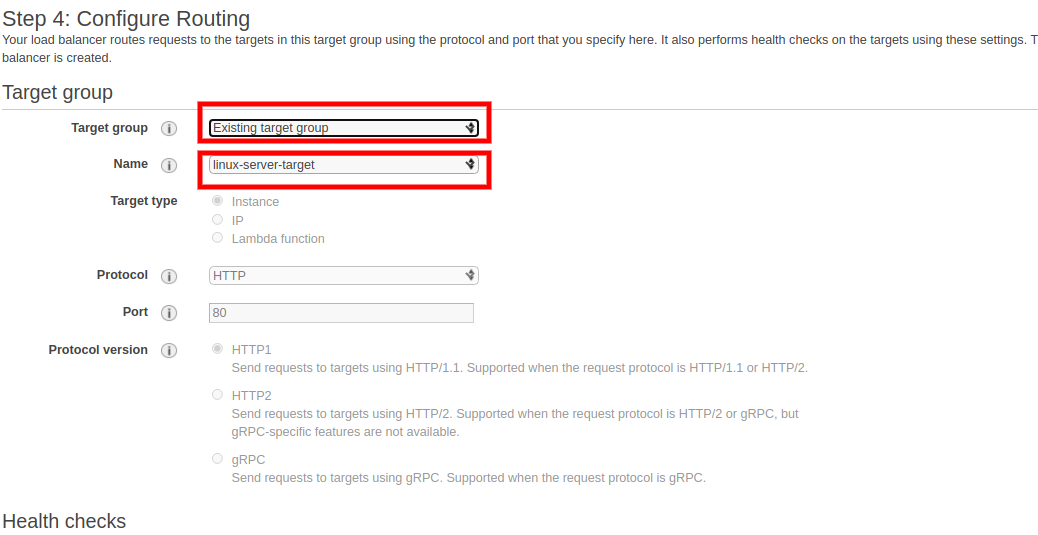 Step 4: Configure Routing
Your load balancer routes requests to the targets in this target group using the protocol and port that you specify here. It also performs health checks on the targets using these settings. T
balancer is created.
Target group
Target group i Existing target group
Name i linux-server-target
Target type Instance
IP
Lambda function
Protocol i HTTP
Port i 80
Protocol version i HTTP1
Send requests to targets using HTTP/1.1. Supported when the request protocol is HTTP/1.1 or HTTP/2.
HTTP2
Send requests to targets using HTTP/2. Supported when the request protocol is HTTP/2 or gRPC, but
gRPC-specific features are not available.
gRPC
Send requests to targets using gRPC. Supported when the request protocol is gRPC.
Health checks